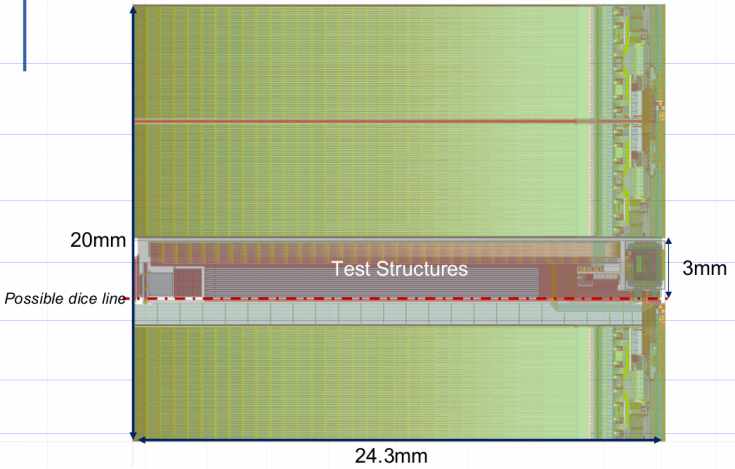 20mm
Test Structures
3mm
Possible dice line
24.3mm